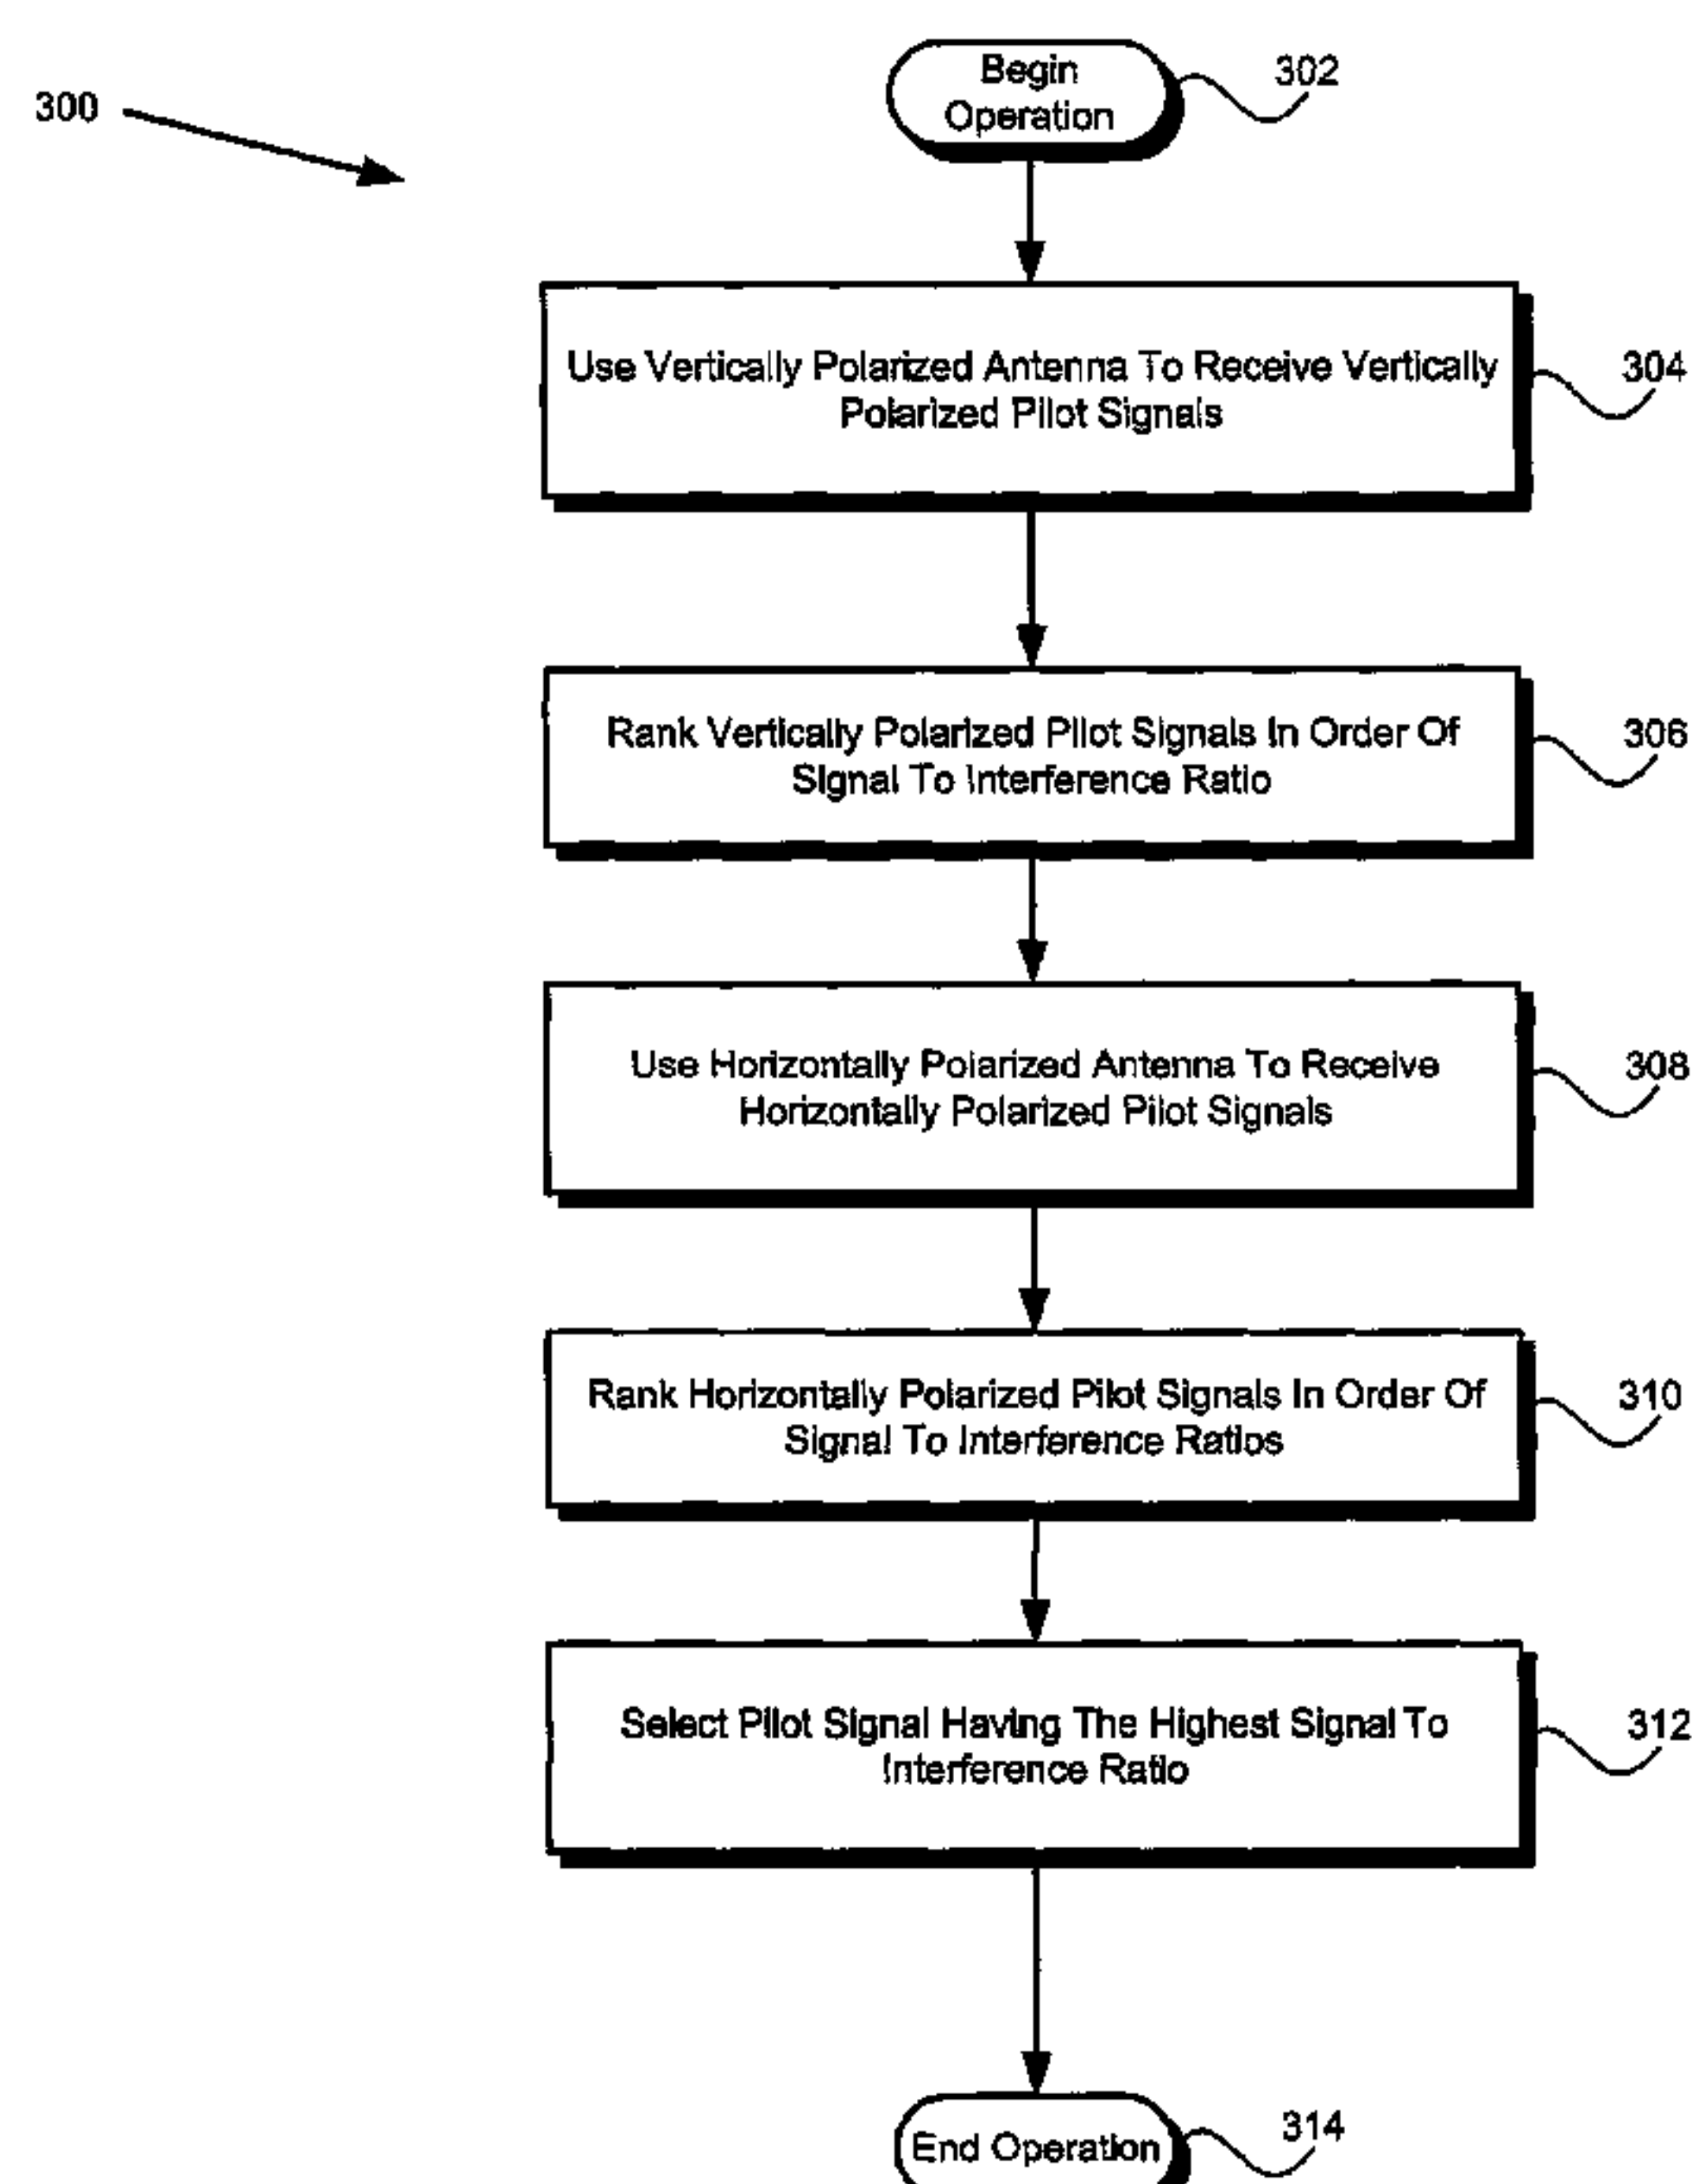 300
Begin
Operation
302
Use Vertically Polarized Antenna To Receive Vertically
Polarized Pilot Signals
304
Rank Vertically Polarized Pilot Signals In Order Of
Signal To Interference Ratio
306
Use Horizontally Polarized Antenna To Receive
Horizontally Polarized Pilot Signals
308
Rank Horizontally Polarized Pilot Signals In Order Of
Signal To Interference Ratios
310
Select Pilot Signal Having The Highest Signal To
Interference Ratio
312
End Operation
314